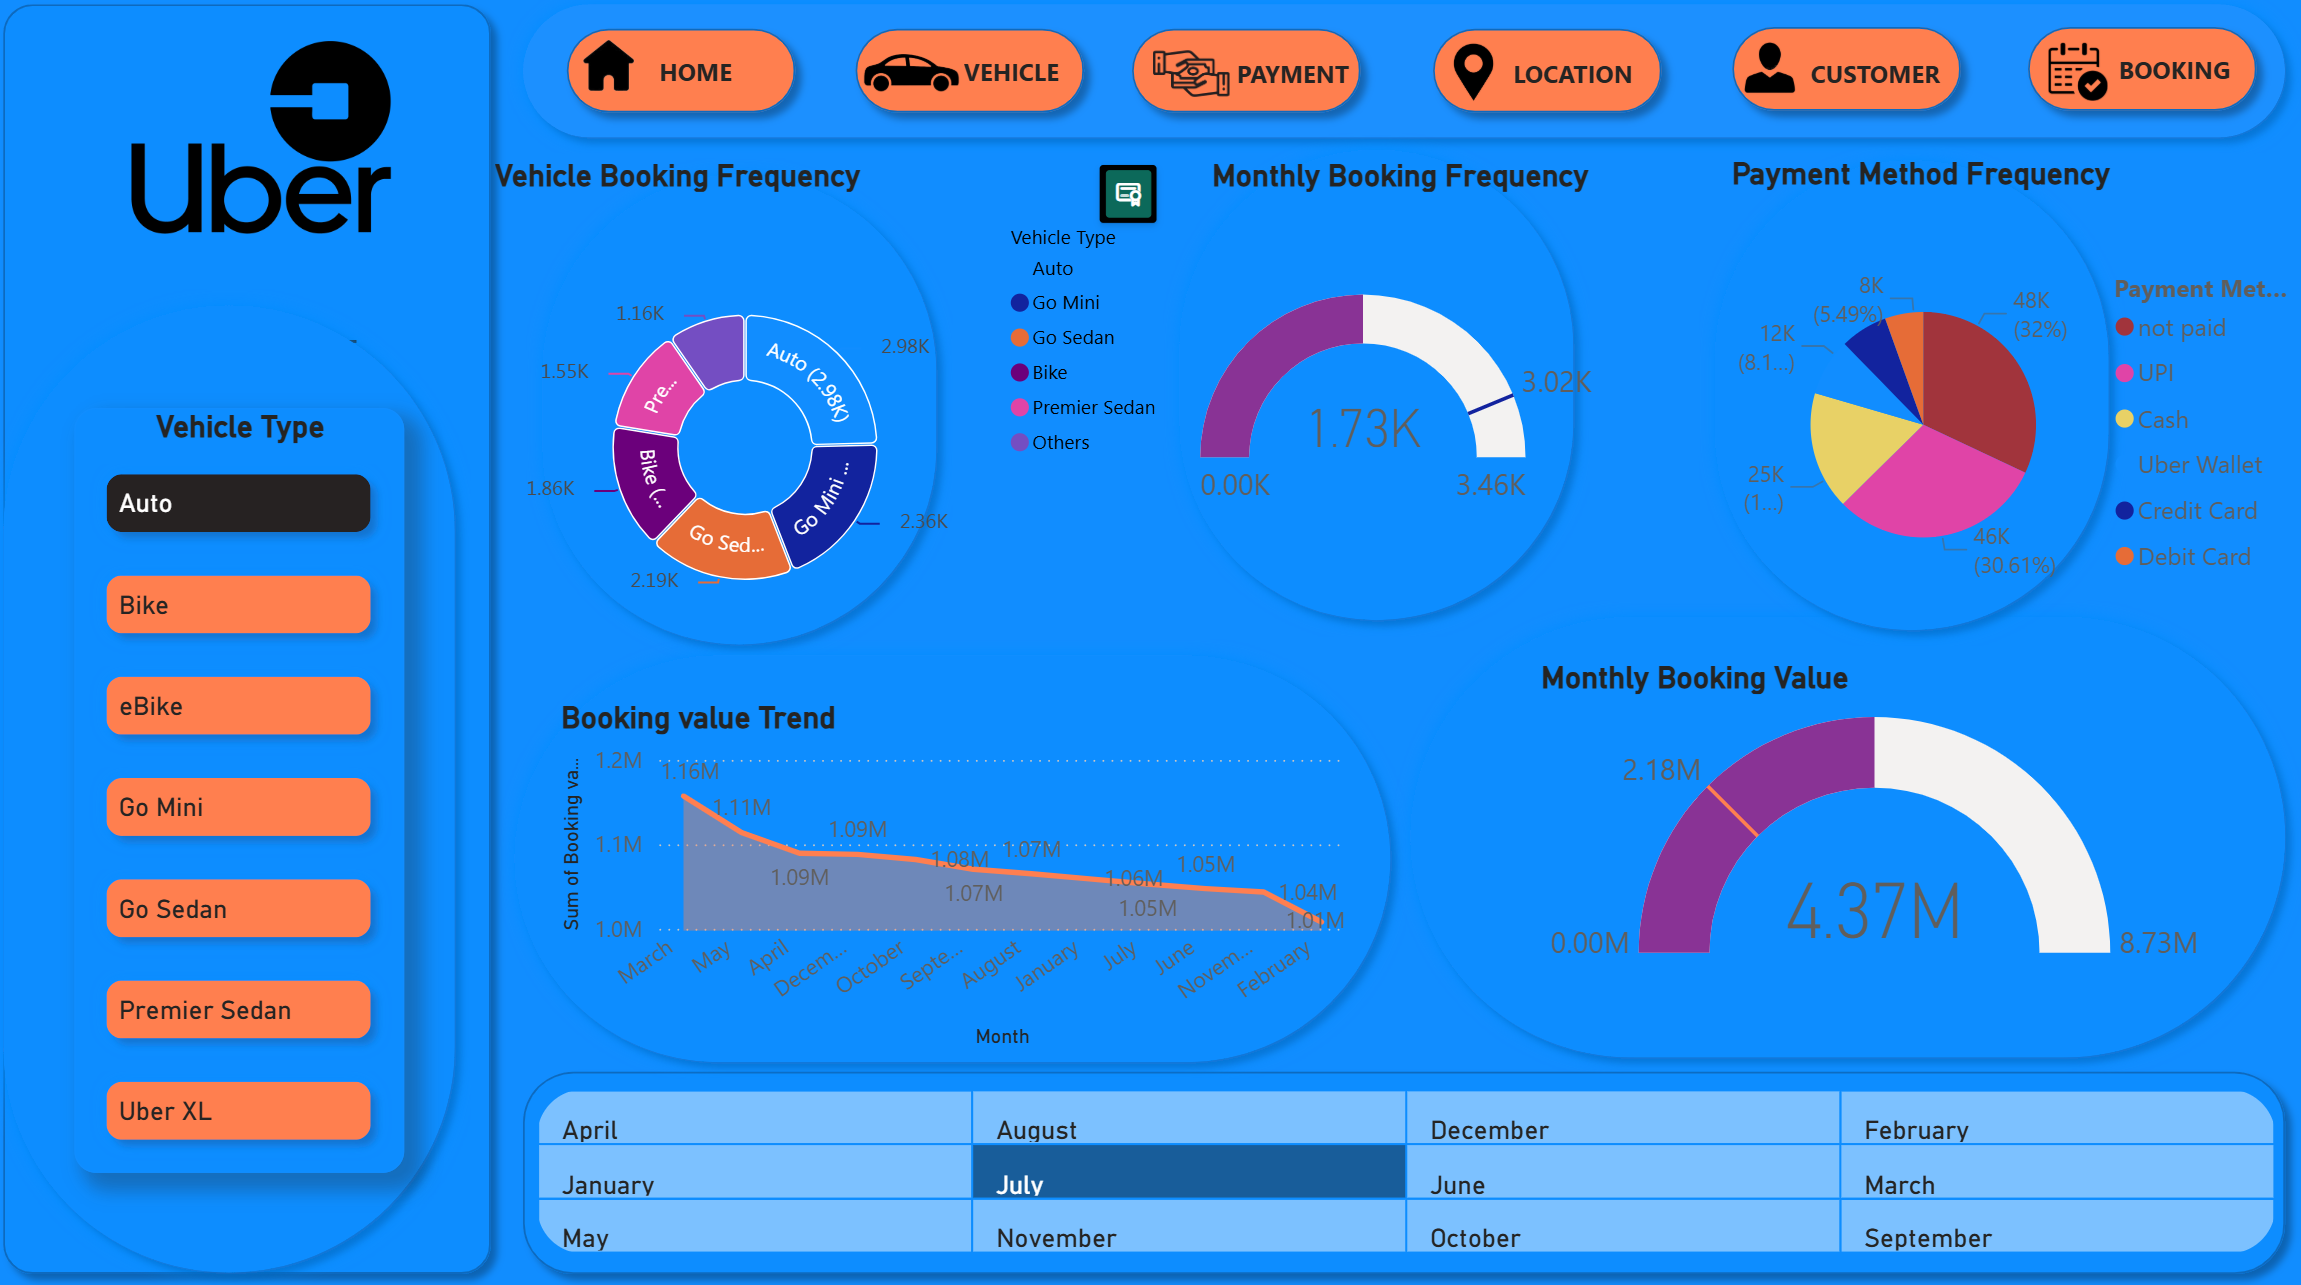 Uber
HOME
VEHICLE
PAYMENT
LOCATION
CUSTOMER
BOOKING
Vehicle Type
Auto
Bike
eBike
Go Mini
Go Sedan
Premier Sedan
Uber XL
Vehicle Booking Frequency
1.16K
2.98K
1.55K
1.86K
2.36K
2.19K
Auto (2.98K)
Go Mini ...
Go Sed...
Bike (...
Pre...
Vehicle Type
Auto
Go Mini
Go Sedan
Bike
Premier Sedan
Others
Monthly Booking Frequency
3.02K
1.73K
0.00K
3.46K
Payment Method Frequency
8K
(5.49%)
48K
(32%)
12K
(8.1...)
25K
(1...)
46K
(30.61%)
Payment Met...
not paid
UPI
Cash
Uber Wallet
Credit Card
Debit Card
Booking value Trend
Sum of Booking va...
1.2M
1.1M
1.0M
1.16M
1.11M
1.09M
1.09M
1.08M
1.07M
1.07M
1.06M
1.05M
1.05M
1.04M
1.01M
March
May
April
Decem...
October
Septe...
August
January
July
June
Novem...
February
Month
Monthly Booking Value
2.18M
4.37M
0.00M
8.73M
April
August
December
February
January
July
June
March
May
November
October
September